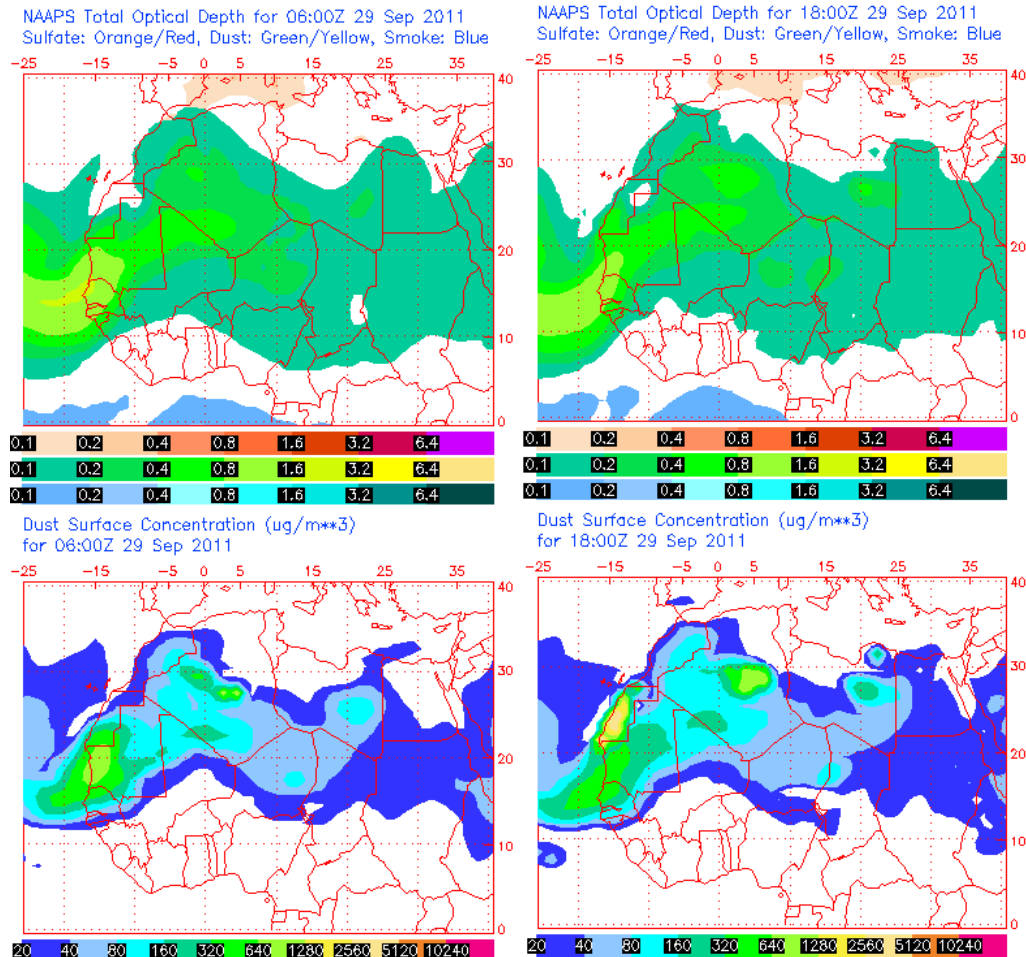 NAAPS Total Optical Depth for 06:00Z 29 Sep 2011
Sulfate: Orange/Red, Dust: Green/Yellow, Smoke: Blue
-25 -15 -5 0 5 15 25 35
40
30
20
10
0
0.1 0.2 0.4 0.8 1.6 3.2 6.4
0.1 0.2 0.4 0.8 1.6 3.2 6.4
0.1 0.2 0.4 0.8 1.6 3.2 6.4
NAAPS Total Optical Depth for 18:00Z 29 Sep 2011
Sulfate: Orange/Red, Dust: Green/Yellow, Smoke: Blue
-25 -15 -5 0 5 15 25 35
40
30
20
10
0
0.1 0.2 0.4 0.8 1.6 3.2 6.4
0.1 0.2 0.4 0.8 1.6 3.2 6.4
0.1 0.2 0.4 0.8 1.6 3.2 6.4
Dust Surface Concentration (ug/m**3)
for 06:00Z 29 Sep 2011
-25 -15 -5 0 5 15 25 35
40
30
20
10
0
20 40 80 160 320 640 1280 2560 5120 10240
Dust Surface Concentration (ug/m**3)
for 18:00Z 29 Sep 2011
-25 -15 -5 0 5 15 25 35
40
30
20
10
0
20 40 80 160 320 640 1280 2560 5120 10240